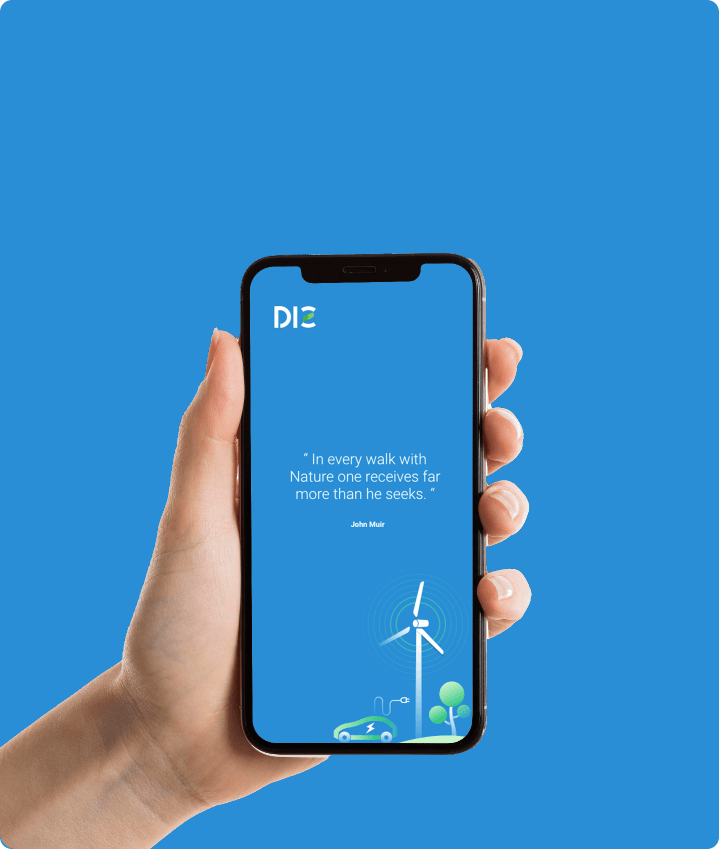 DIE
“ In every walk with
Nature one receives far
more than he seeks. ”
John Muir